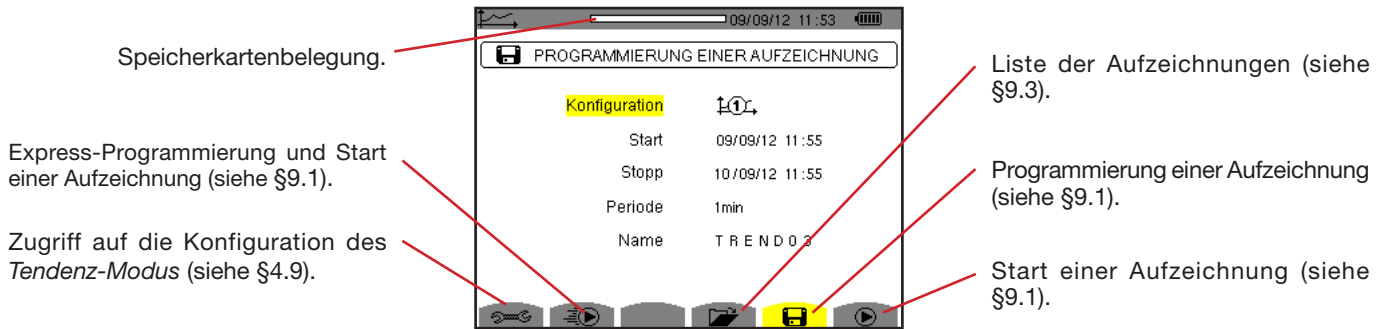 09/09/12 11:53
PROGRAMMIERUNG EINER AUFZEICHNUNG
Konfiguration 1
Start 09/09/12 11:55
Stopp 10/09/12 11:55
Periode 1min
Name TREND03
Speicherkartenbelegung.
Express-Programmierung und Start
einer Aufzeichnung (siehe §9.1).
Zugriff auf die Konfiguration des
Tendenz-Modus (siehe §4.9).
Liste der Aufzeichnungen (siehe
§9.3).
Programmierung einer Aufzeichnung
(siehe §9.1).
Start einer Aufzeichnung (siehe
§9.1).